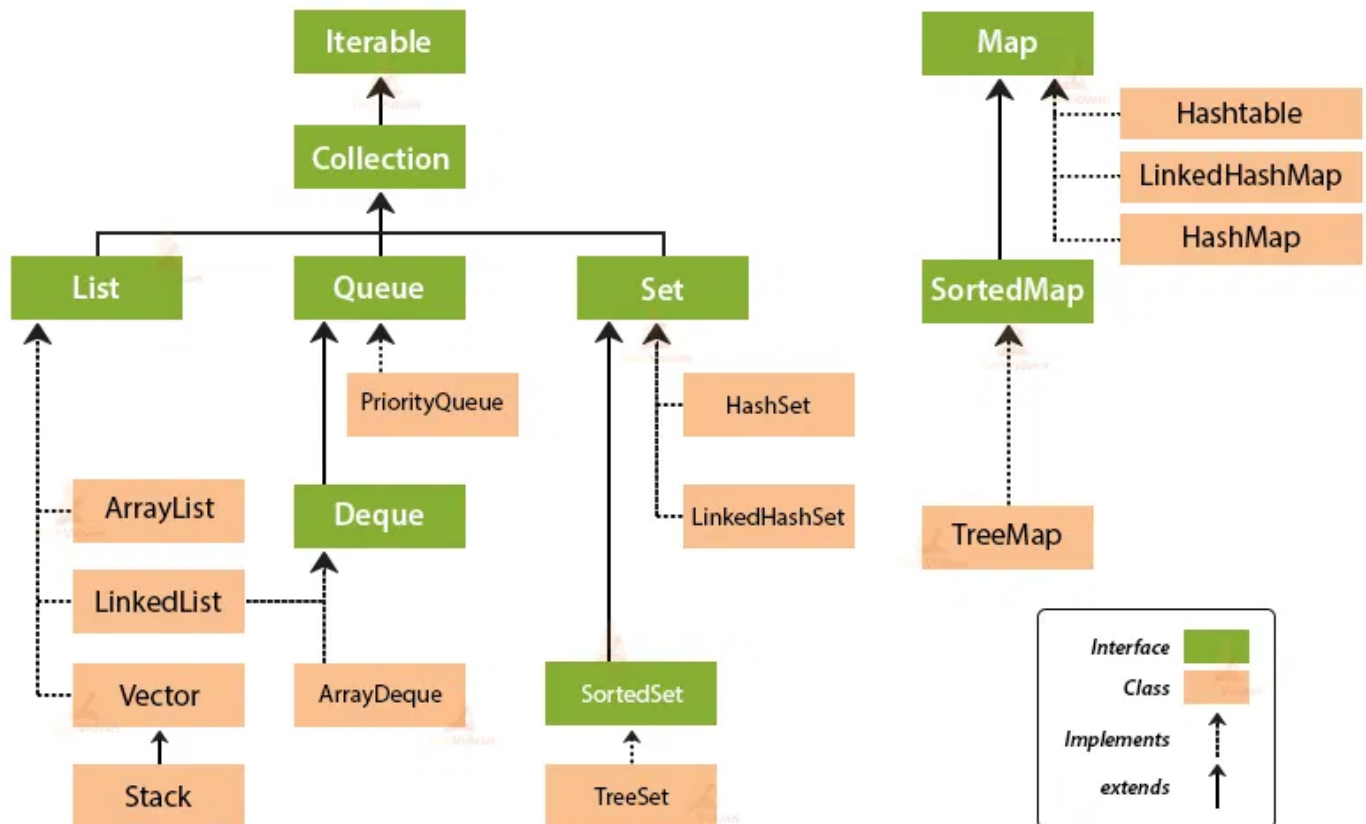 Iterable
Map
Hashtable
Collection
LinkedHashMap
HashMap
List
Queue
Set
SortedMap
PriorityQueue
HashSet
ArrayList
Deque
LinkedHashSet
TreeMap
LinkedList
Interface
Class
Vector
ArrayDeque
SortedSet
Implements
extends
Stack
TreeSet